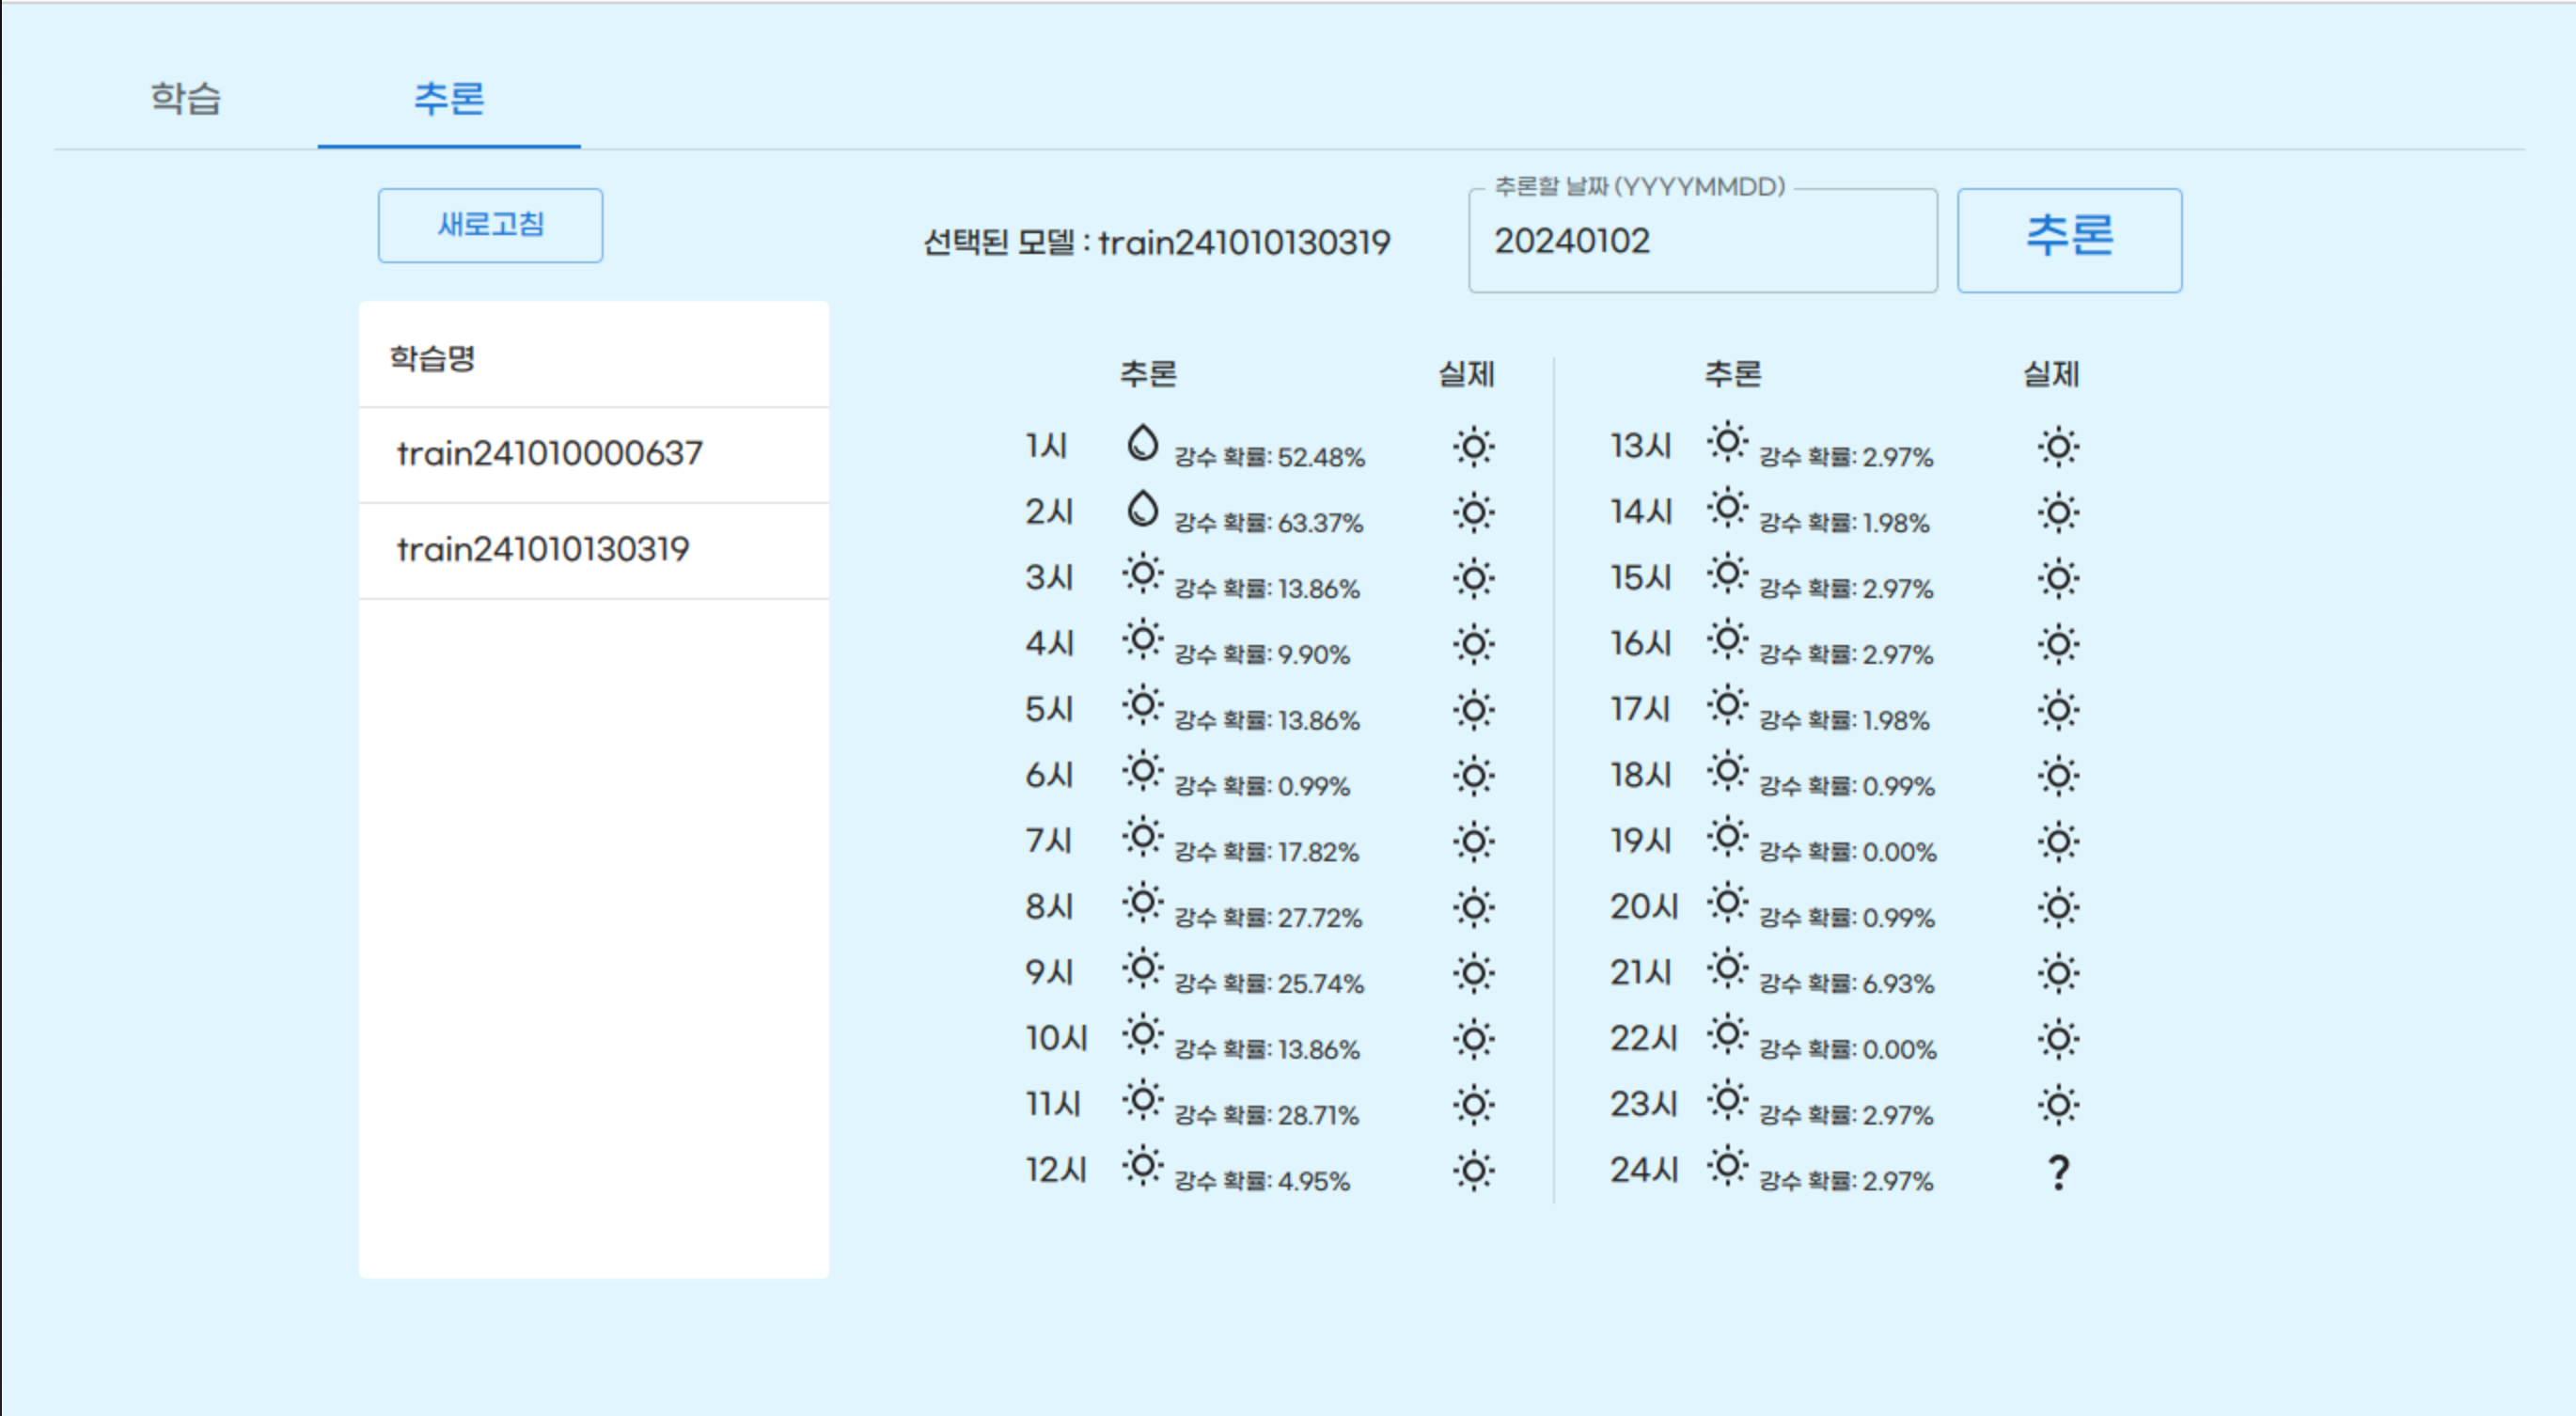 학습 추론
새로고침
선택된 모델 : train241010130319
추론할 날짜 (YYYYMMDD)
20240102
추론
학습명
train241010000637
train241010130319
추론 실제
1시 강수 확률: 52.48%
2시 강수 확률: 63.37%
3시 강수 확률: 13.86%
4시 강수 확률: 9.90%
5시 강수 확률: 13.86%
6시 강수 확률: 0.99%
7시 강수 확률: 17.82%
8시 강수 확률: 27.72%
9시 강수 확률: 25.74%
10시 강수 확률: 13.86%
11시 강수 확률: 28.71%
12시 강수 확률: 4.95%
추론 실제
13시 강수 확률: 2.97%
14시 강수 확률: 1.98%
15시 강수 확률: 2.97%
16시 강수 확률: 2.97%
17시 강수 확률: 1.98%
18시 강수 확률: 0.99%
19시 강수 확률: 0.00%
20시 강수 확률: 0.99%
21시 강수 확률: 6.93%
22시 강수 확률: 0.00%
23시 강수 확률: 2.97%
24시 강수 확률: 2.97% ?